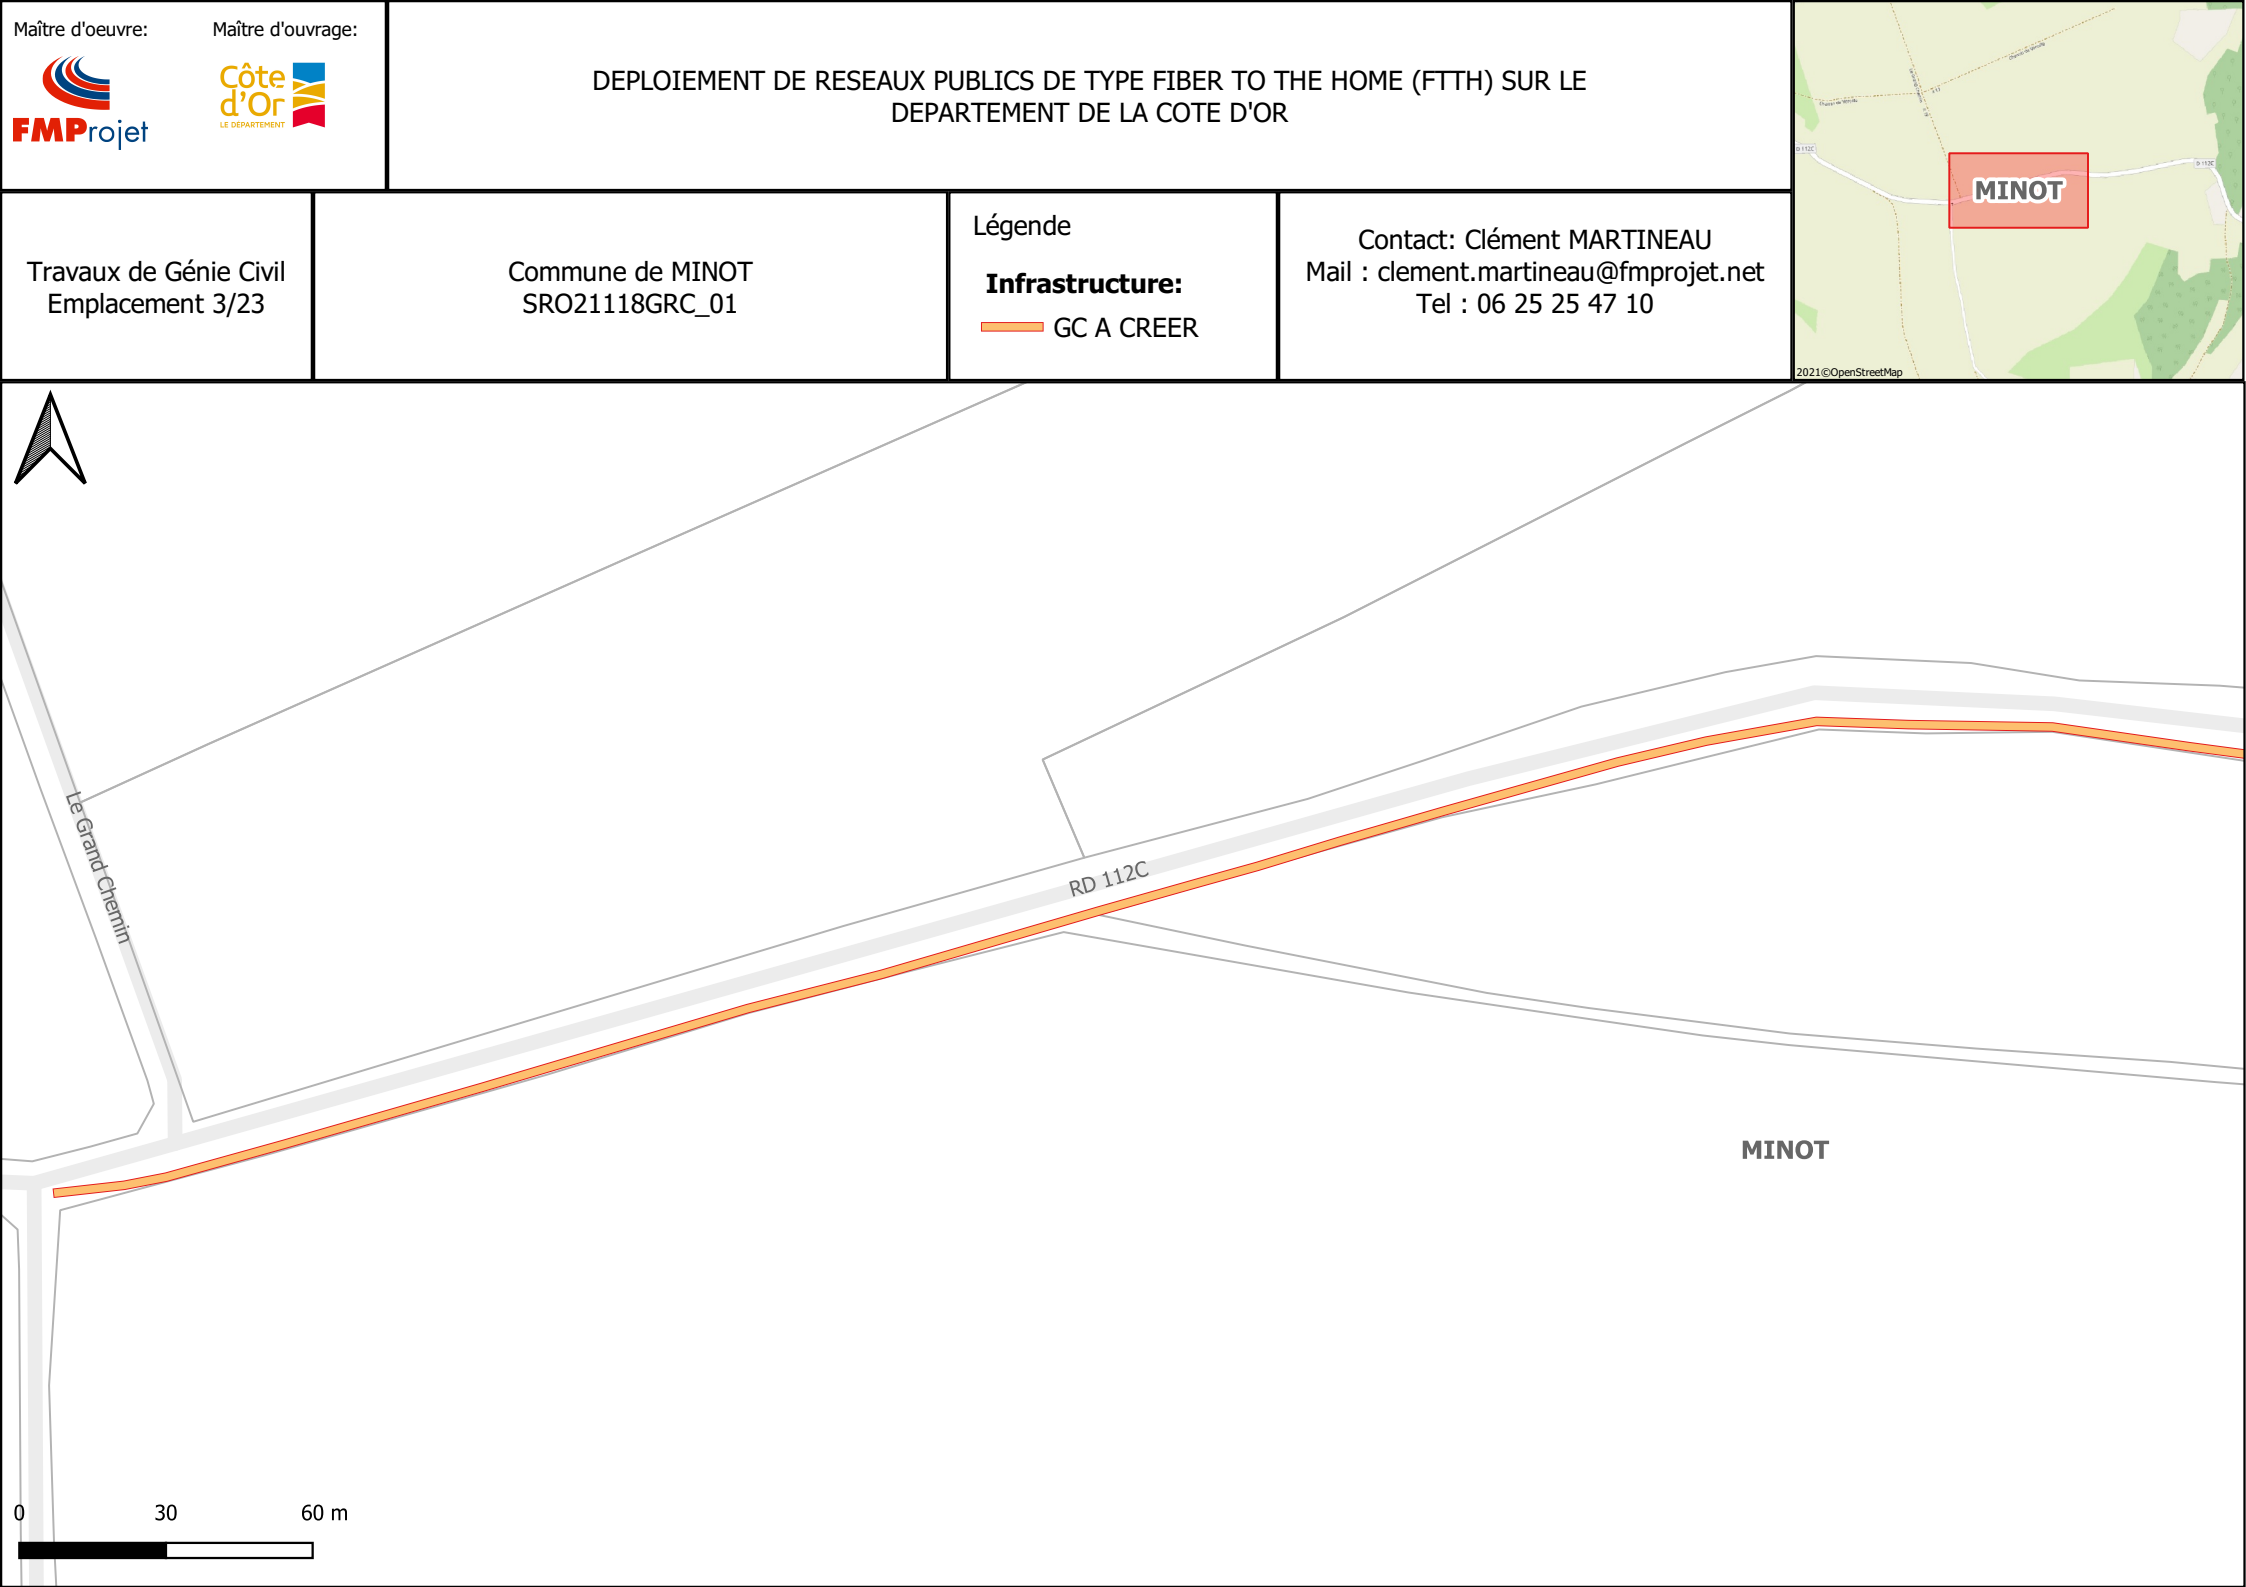 Maître d'oeuvre:
Maître d'ouvrage:
FMProjet
Côte
d'Or
LE DÉPARTEMENT
DEPLOIEMENT DE RESEAUX PUBLICS DE TYPE FIBER TO THE HOME (FTTH) SUR LE
DEPARTEMENT DE LA COTE D'OR
Travaux de Génie Civil
Emplacement 3/23
Commune de MINOT
SRO21118GRC_01
Légende
Infrastructure:
GC A CREER
Contact: Clément MARTINEAU
Mail : clement.martineau@fmprojet.net
Tel : 06 25 25 47 10
D 112C
D 112C
MINOT
2021©OpenStreetMap
Le Grand Chemin
RD 112C
MINOT
0
30
60 m